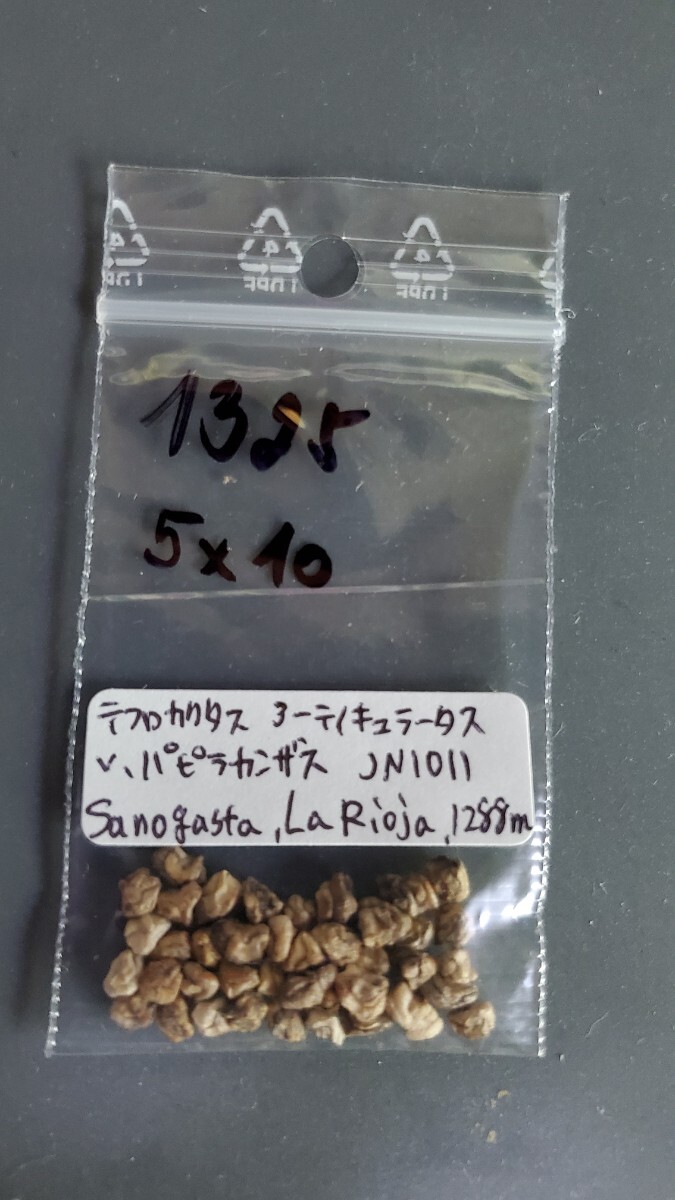 1325
5x10
テフロカクタス アーティキュラータス
v、パピラカンザス JN1011
Sanogasta, La Rioja, 1288m